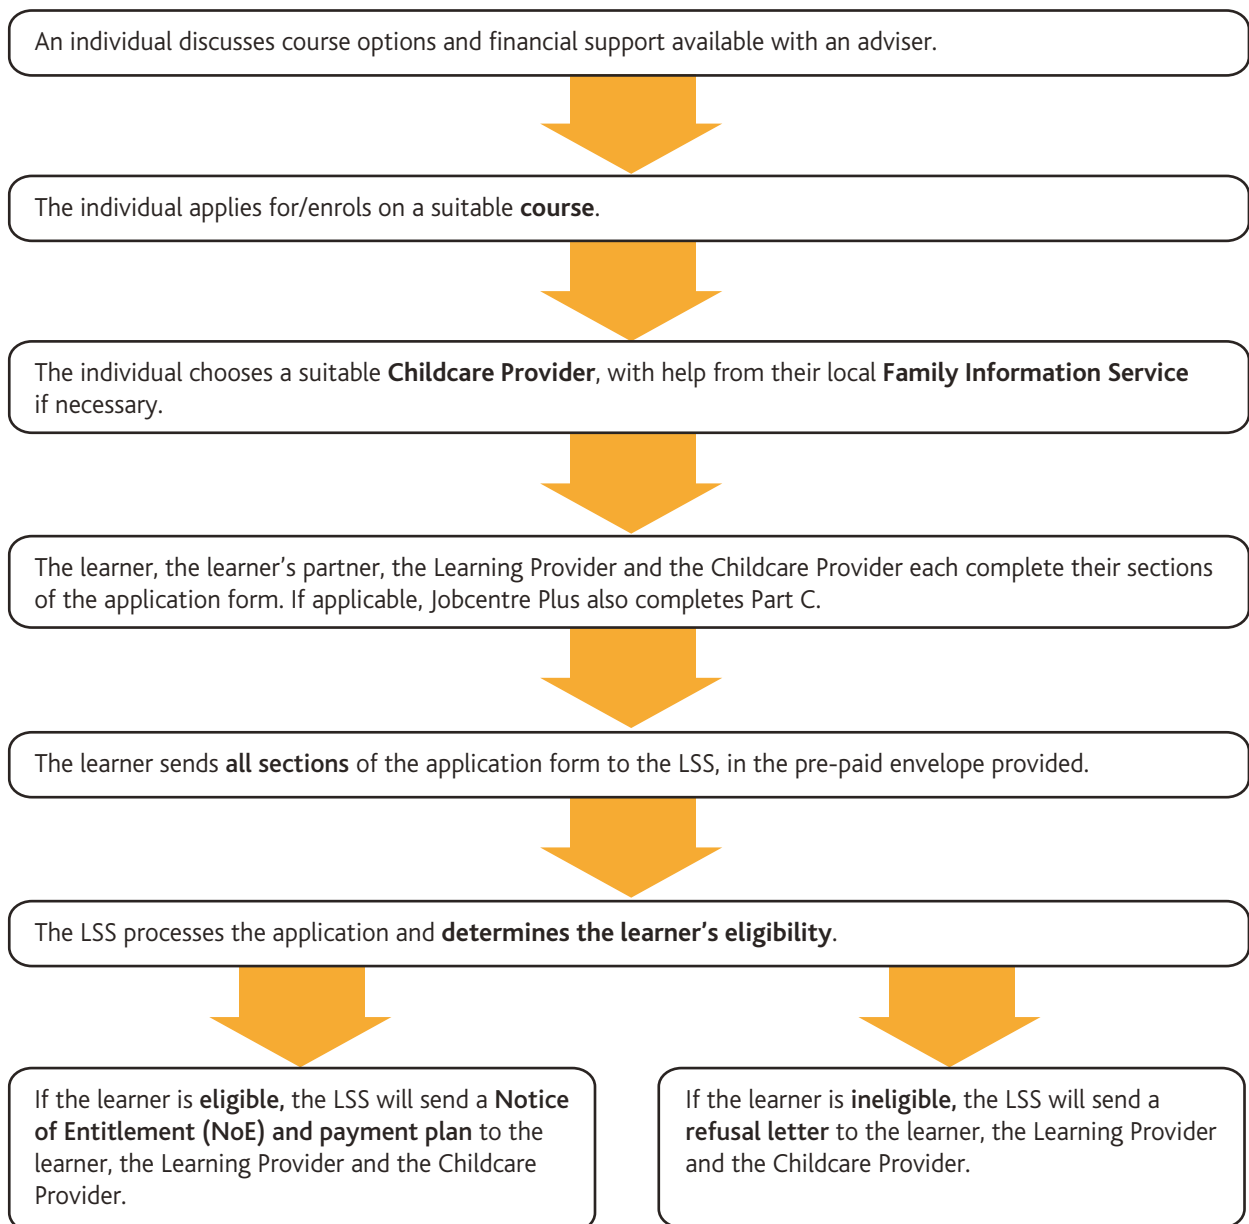 An individual discusses course options and financial support available with an adviser.
The individual applies for/enrols on a suitable course.
The individual chooses a suitable Childcare Provider, with help from their local Family Information Service
if necessary.
The learner, the learner’s partner, the Learning Provider and the Childcare Provider each complete their sections
of the application form. If applicable, Jobcentre Plus also completes Part C.
The learner sends all sections of the application form to the LSS, in the pre-paid envelope provided.
The LSS processes the application and determines the learner’s eligibility.
If the learner is eligible, the LSS will send a Notice
of Entitlement (NoE) and payment plan to the
learner, the Learning Provider and the Childcare
Provider.
If the learner is ineligible, the LSS will send a
refusal letter to the learner, the Learning Provider
and the Childcare Provider.